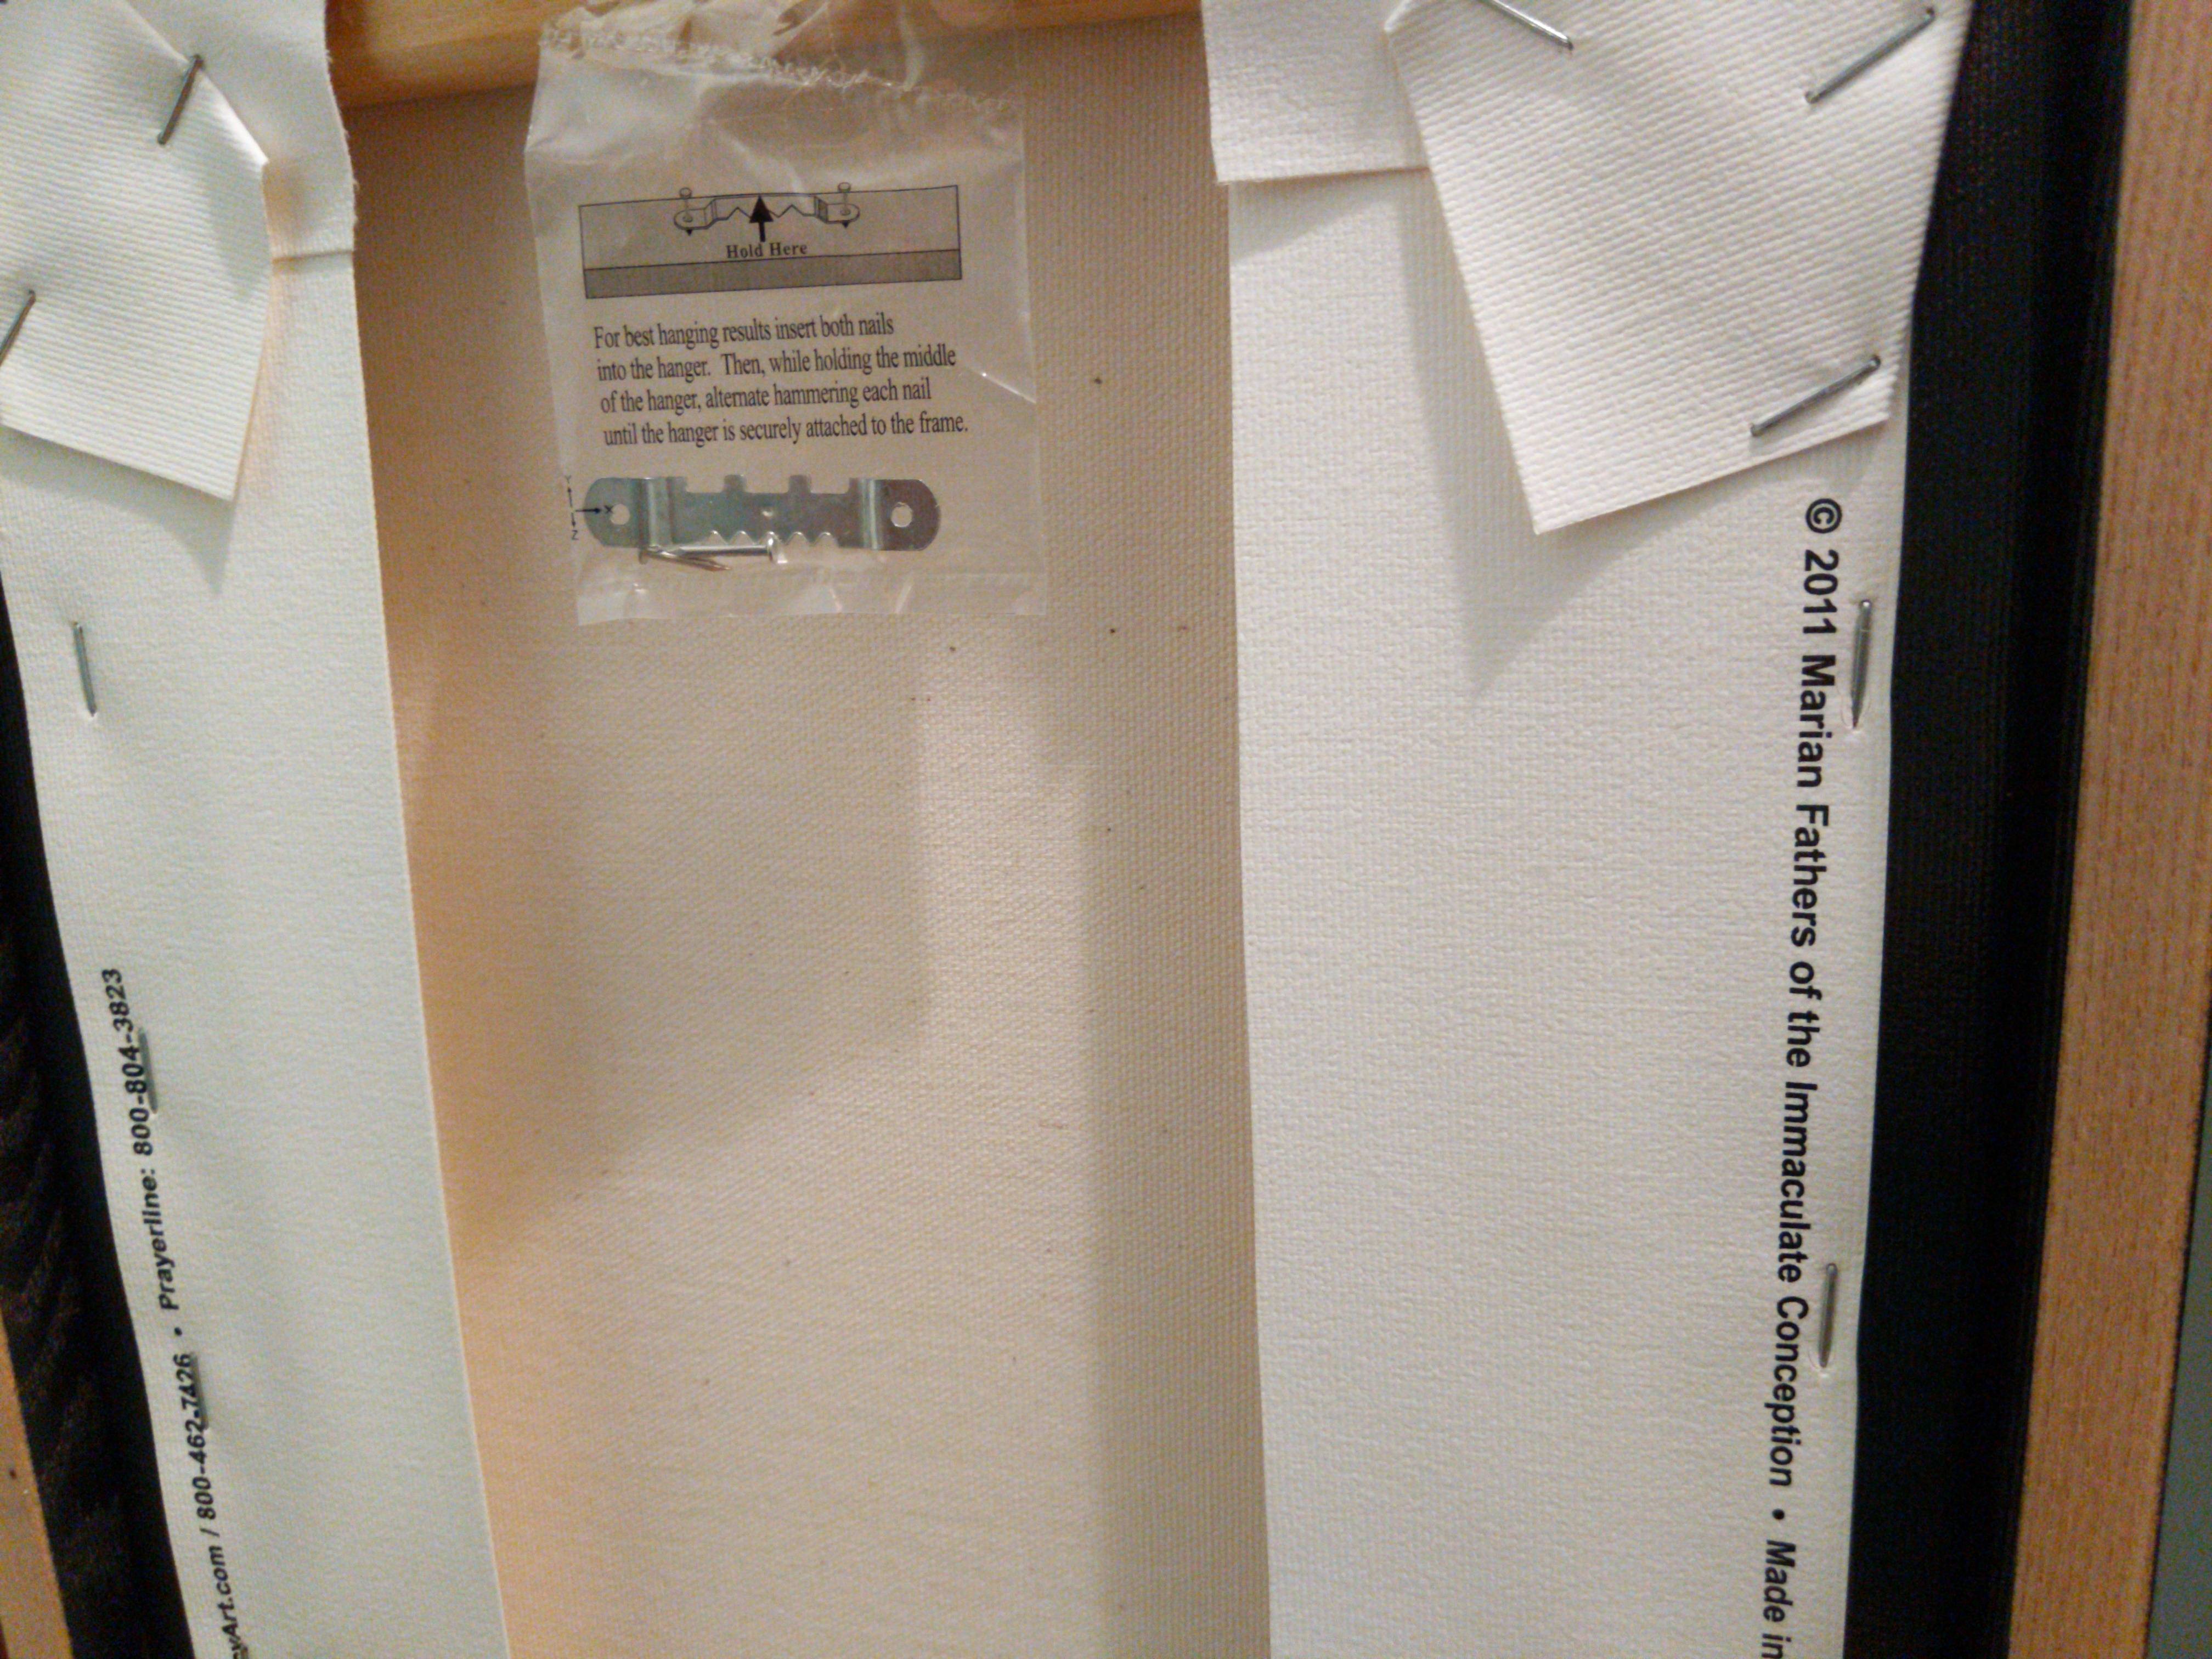 Hold Here
For best hanging results insert both nails
into the hanger. Then, while holding the middle
of the hanger, alternate hammering each nail
until the hanger is securely attached to the frame.
© 2011 Marian Fathers of the Immaculate Conception • Made in
Art.com / 800-462-7426 • Prayerline: 800-804-3823